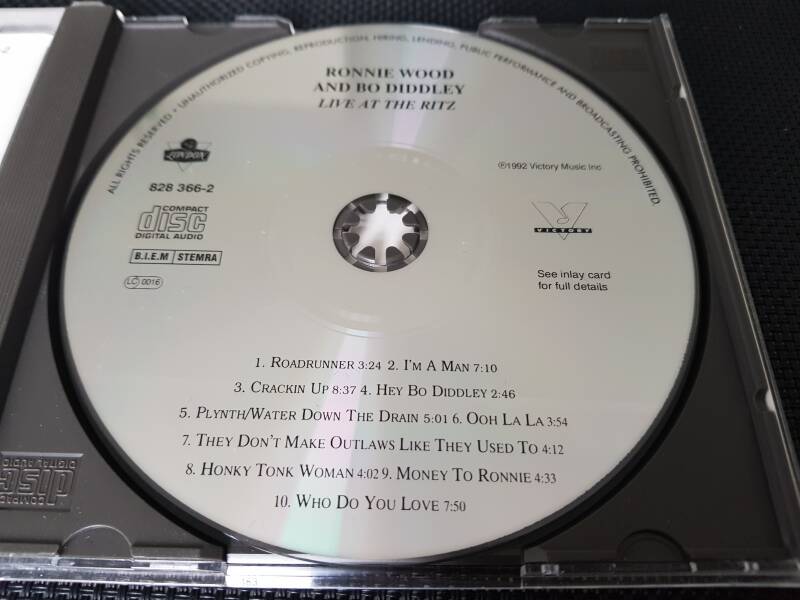 ALL RIGHTS RESERVED • UNAUTHORIZED COPYING, REPRODUCTION, HIRING, LENDING, PUBLIC PERFORMANCE AND BROADCASTING PROHIBITED.
RONNIE WOOD
AND BO DIDDLEY
LIVE AT THE RITZ
LONDON
828 366-2
COMPACT
disc
DIGITAL AUDIO
B.I.E.M STEMRA
LC 0016
℗1992 Victory Music Inc.
VICTORY
See inlay card
for full details
1. ROADRUNNER 3:24 2. I'M A MAN 7:10
3. CRACKIN UP 8:37 4. HEY BO DIDDLEY 2:46
5. PLYNTH/WATER DOWN THE DRAIN 5:01 6. OOH LA LA 3:54
7. THEY DON'T MAKE OUTLAWS LIKE THEY USED TO 4:12
8. HONKY TONK WOMAN 4:02 9. MONEY TO RONNIE 4:33
10. WHO DO YOU LOVE 7:50
COMPACT
disc
DIGITAL AUDIO